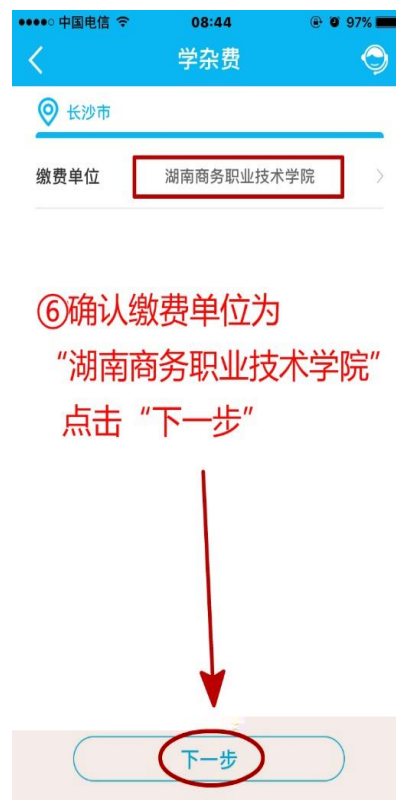 中国电信 08:44 97%
学杂费
长沙市
缴费单位 湖南商务职业技术学院
⑥确认缴费单位为
“湖南商务职业技术学院”
点击“下一步”
下一步